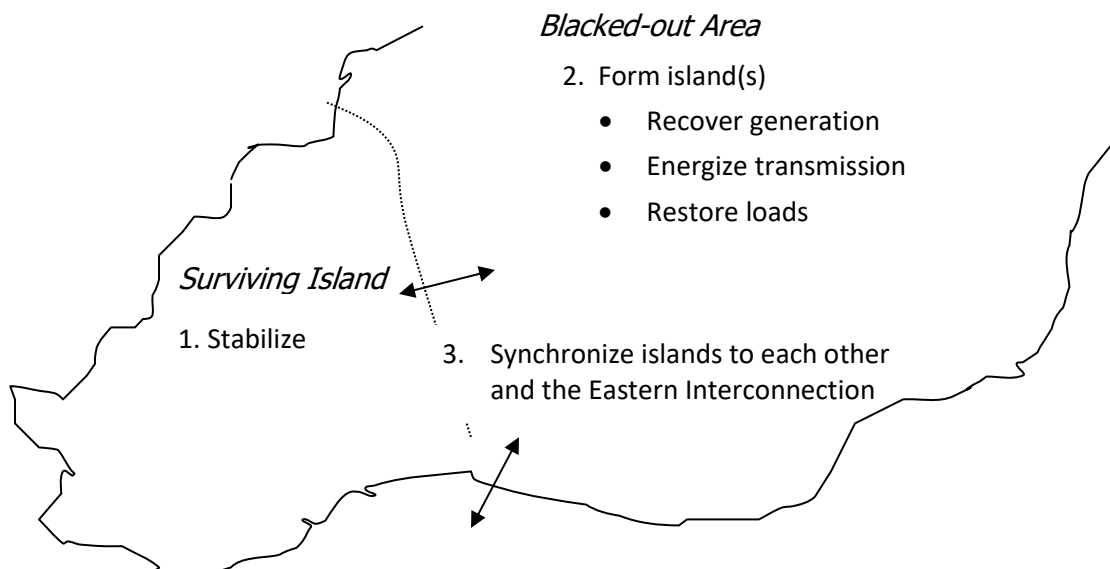 Blacked-out Area
2. Form island(s)
• Recover generation
• Energize transmission
• Restore loads
Surviving Island
1. Stabilize
3. Synchronize islands to each other
and the Eastern Interconnection